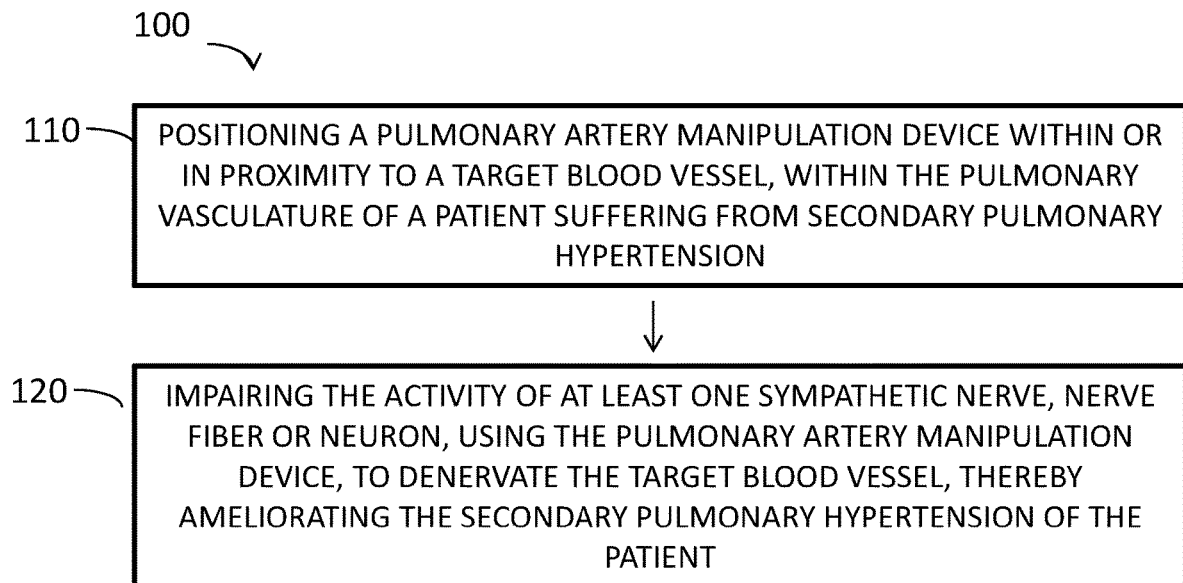 100
110
POSITIONING A PULMONARY ARTERY MANIPULATION DEVICE WITHIN OR
IN PROXIMITY TO A TARGET BLOOD VESSEL, WITHIN THE PULMONARY
VASCULATURE OF A PATIENT SUFFERING FROM SECONDARY PULMONARY
HYPERTENSION
120
IMPAIRING THE ACTIVITY OF AT LEAST ONE SYMPATHETIC NERVE, NERVE
FIBER OR NEURON, USING THE PULMONARY ARTERY MANIPULATION
DEVICE, TO DENERVATE THE TARGET BLOOD VESSEL, THEREBY
AMELIORATING THE SECONDARY PULMONARY HYPERTENSION OF THE
PATIENT